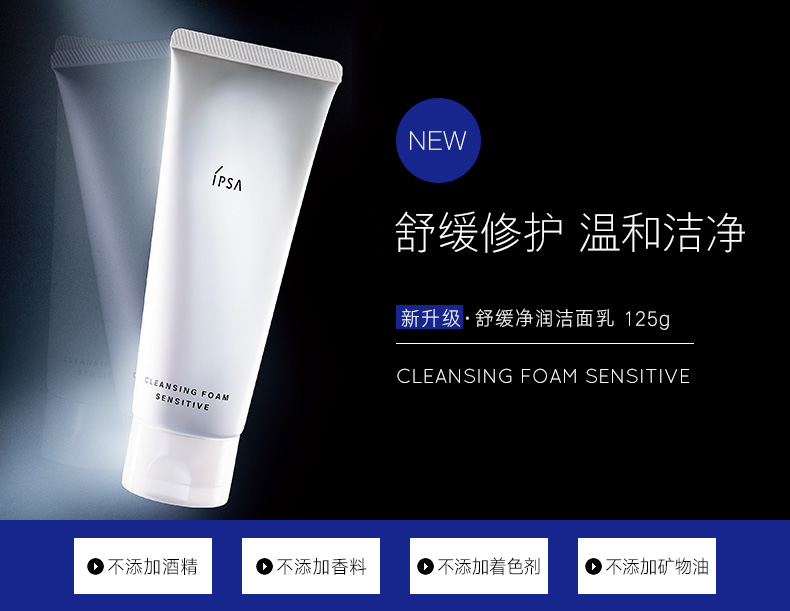 ÍPSA
CLEANSING FOAM
SENSITIVE
NEW
舒缓修护 温和洁净
新升级·舒缓净润洁面乳 125g
CLEANSING FOAM SENSITIVE
不添加酒精
不添加香料
不添加着色剂
不添加矿物油